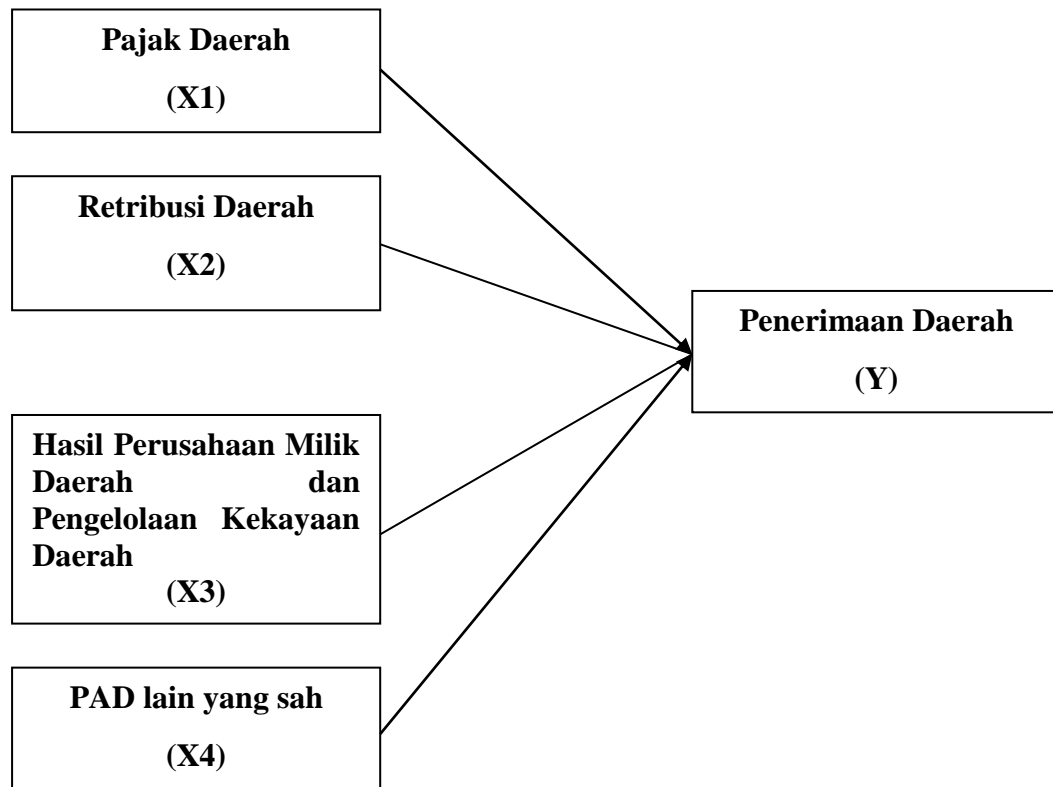 Pajak Daerah
(X1)
Retribusi Daerah
(X2)
Penerimaan Daerah
(Y)
Hasil Perusahaan Milik
Daerah dan
Pengelolaan Kekayaan
Daerah
(X3)
PAD lain yang sah
(X4)